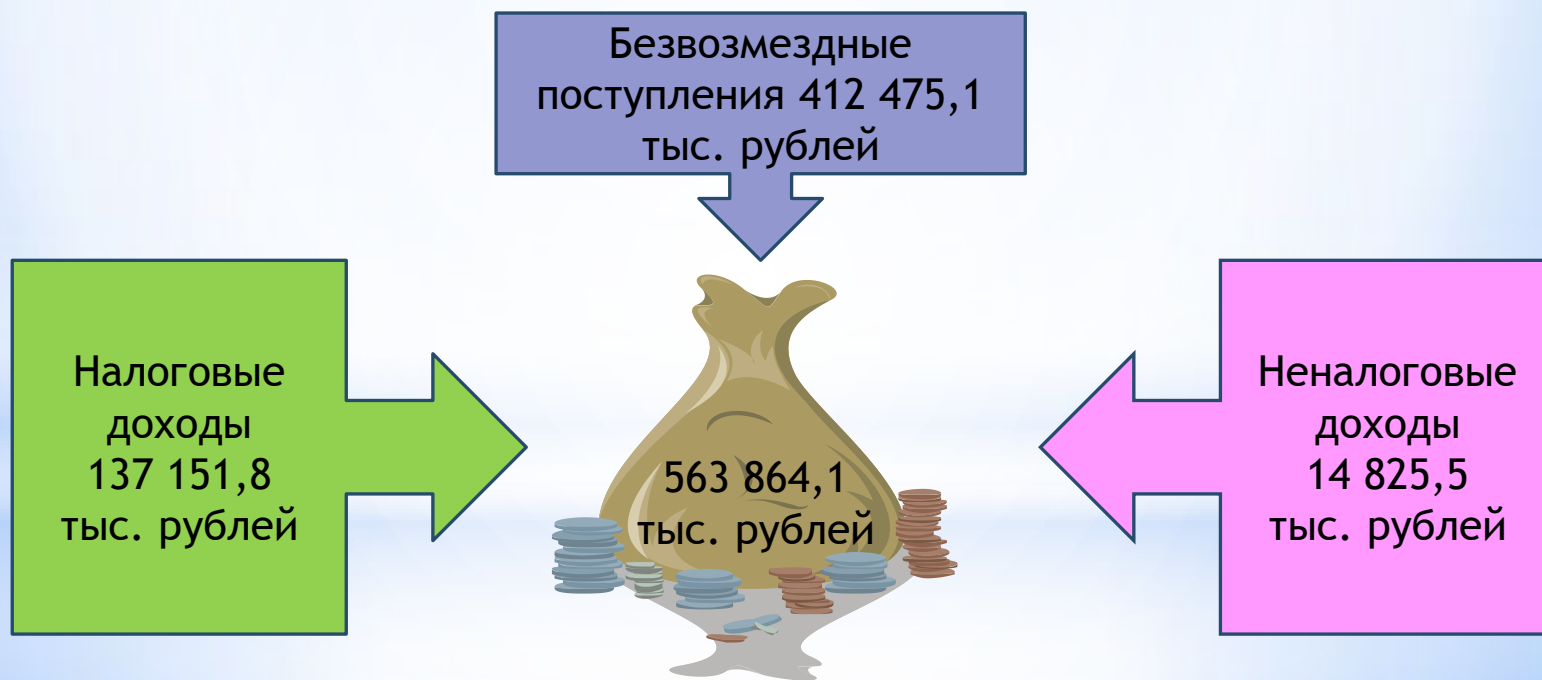 Безвозмездные
поступления 412 475,1
тыс. рублей
Налоговые
доходы
137 151,8
тыс. рублей
563 864,1
тыс. рублей
Неналоговые
доходы
14 825,5
тыс. рублей